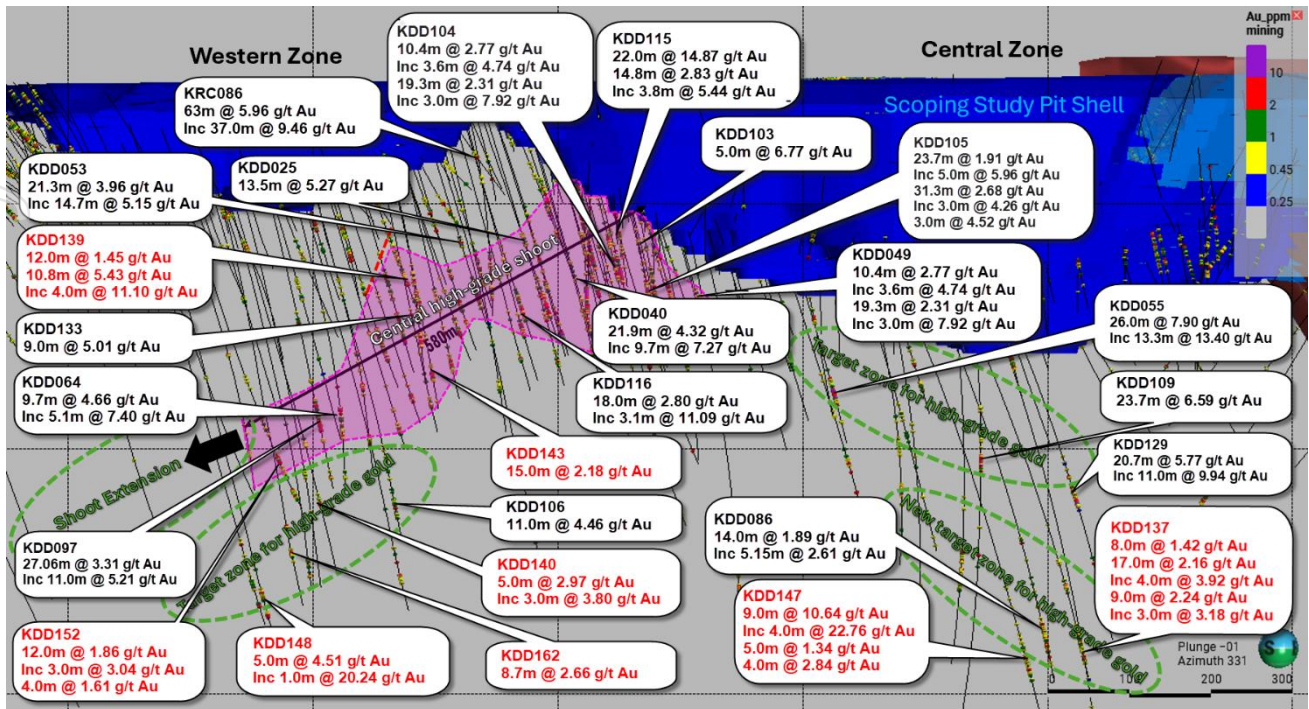 Western Zone
Central Zone
Scoping Study Pit Shell
Au_ppm
mining
10
2
1
0.45
0.25
KDD104
10.4m @ 2.77 g/t Au
Inc 3.6m @ 4.74 g/t Au
19.3m @ 2.31 g/t Au
Inc 3.0m @ 7.92 g/t Au
KDD115
22.0m @ 14.87 g/t Au
14.8m @ 2.83 g/t Au
Inc 3.8m @ 5.44 g/t Au
KRC086
63m @ 5.96 g/t Au
Inc 37.0m @ 9.46 g/t Au
KDD103
5.0m @ 6.77 g/t Au
KDD105
23.7m @ 1.91 g/t Au
Inc 5.0m @ 5.96 g/t Au
31.3m @ 2.68 g/t Au
Inc 3.0m @ 4.26 g/t Au
3.0m @ 4.52 g/t Au
KDD053
21.3m @ 3.96 g/t Au
Inc 14.7m @ 5.15 g/t Au
KDD025
13.5m @ 5.27 g/t Au
KDD139
12.0m @ 1.45 g/t Au
10.8m @ 5.43 g/t Au
Inc 4.0m @ 11.10 g/t Au
Central high-grade shoot
580m
KDD049
10.4m @ 2.77 g/t Au
Inc 3.6m @ 4.74 g/t Au
19.3m @ 2.31 g/t Au
Inc 3.0m @ 7.92 g/t Au
KDD133
9.0m @ 5.01 g/t Au
KDD040
21.9m @ 4.32 g/t Au
Inc 9.7m @ 7.27 g/t Au
KDD055
26.0m @ 7.90 g/t Au
Inc 13.3m @ 13.40 g/t Au
KDD064
9.7m @ 4.66 g/t Au
Inc 5.1m @ 7.40 g/t Au
KDD116
18.0m @ 2.80 g/t Au
Inc 3.1m @ 11.09 g/t Au
Target zone for high-grade gold
KDD109
23.7m @ 6.59 g/t Au
KDD143
15.0m @ 2.18 g/t Au
KDD129
20.7m @ 5.77 g/t Au
Inc 11.0m @ 9.94 g/t Au
Shoot Extension
Target zone for high-grade gold
KDD106
11.0m @ 4.46 g/t Au
KDD086
14.0m @ 1.89 g/t Au
Inc 5.15m @ 2.61 g/t Au
New target zone for high-grade gold
KDD137
8.0m @ 1.42 g/t Au
17.0m @ 2.16 g/t Au
Inc 4.0m @ 3.92 g/t Au
9.0m @ 2.24 g/t Au
Inc 3.0m @ 3.18 g/t Au
KDD097
27.06m @ 3.31 g/t Au
Inc 11.0m @ 5.21 g/t Au
KDD140
5.0m @ 2.97 g/t Au
Inc 3.0m @ 3.80 g/t Au
KDD147
9.0m @ 10.64 g/t Au
Inc 4.0m @ 22.76 g/t Au
5.0m @ 1.34 g/t Au
4.0m @ 2.84 g/t Au
KDD152
12.0m @ 1.86 g/t Au
Inc 3.0m @ 3.04 g/t Au
4.0m @ 1.61 g/t Au
KDD148
5.0m @ 4.51 g/t Au
Inc 1.0m @ 20.24 g/t Au
KDD162
8.7m @ 2.66 g/t Au
Plunge -01
Azimuth 331
S
0 100 200 300